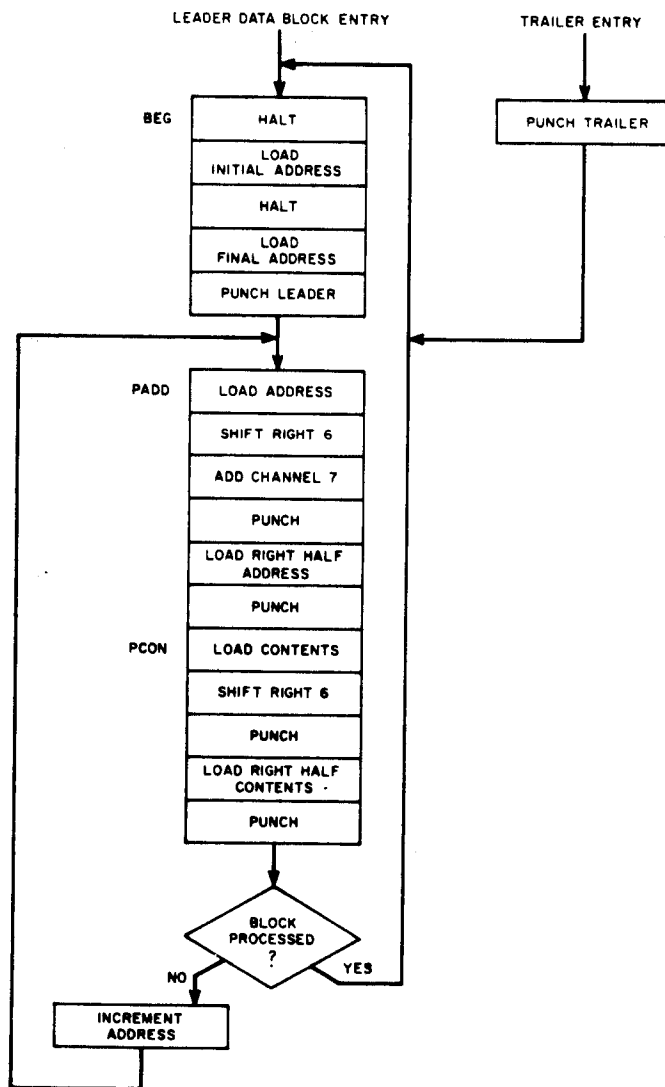 LEADER DATA BLOCK ENTRY
TRAILER ENTRY
BEG
HALT
LOAD
INITIAL ADDRESS
HALT
LOAD
FINAL ADDRESS
PUNCH LEADER
PUNCH TRAILER
PADD
LOAD ADDRESS
SHIFT RIGHT 6
ADD CHANNEL 7
PUNCH
LOAD RIGHT HALF
ADDRESS
PUNCH
PCON
LOAD CONTENTS
SHIFT RIGHT 6
PUNCH
LOAD RIGHT HALF
CONTENTS
PUNCH
BLOCK
PROCESSED
?
NO
YES
INCREMENT
ADDRESS